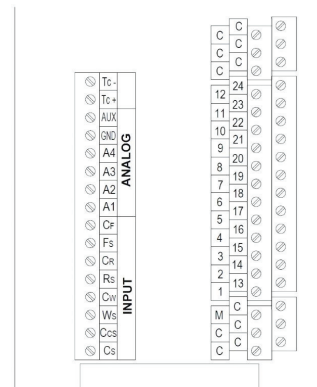 Tc -
Tc +
AUX
GND
A4
A3
A2
A1
ANALOG
CF
FS
CR
RS
CW
WS
CCS
CS
INPUT
C
C
C
12
11
10
9
8
7
6
5
4
3
2
1
M
C
C
C
C
C
24
23
22
21
20
19
18
17
16
15
14
13
C
C
C